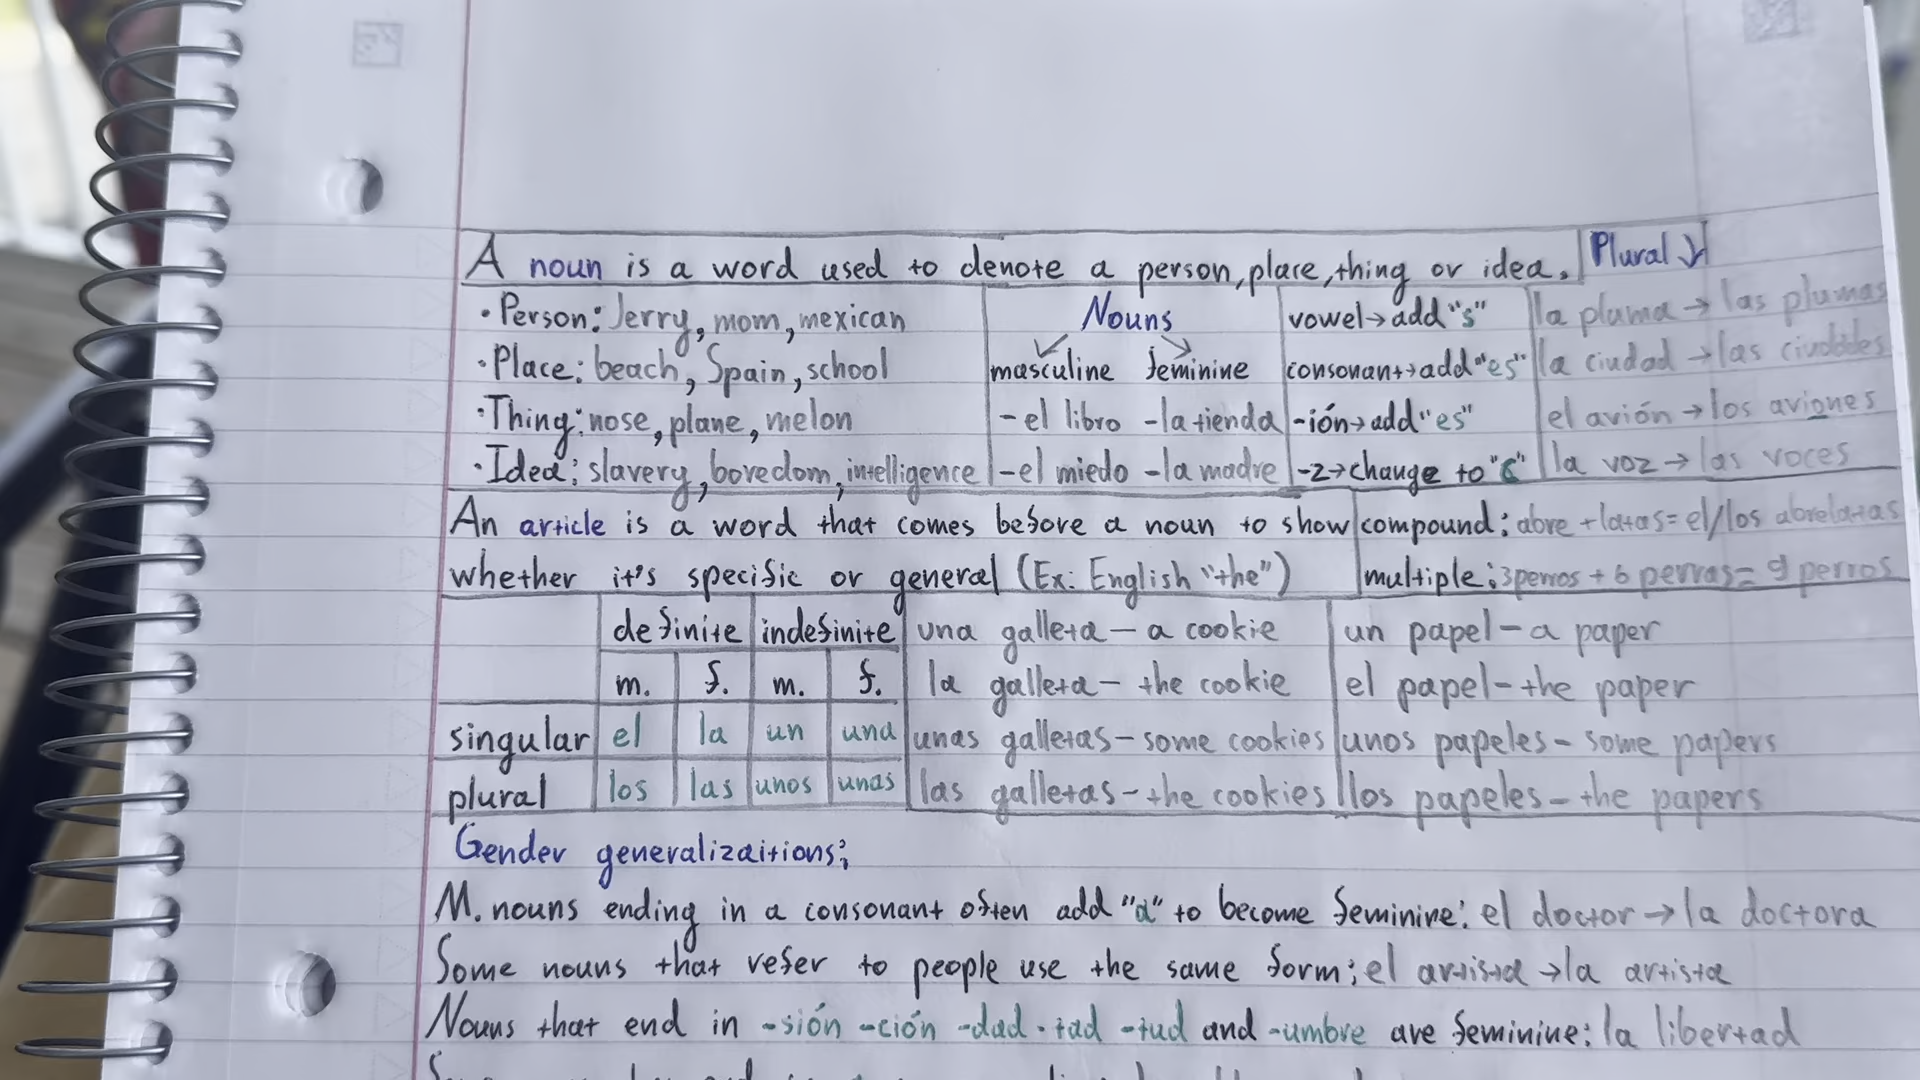 A noun is a word used to denote a person, place, thing or idea. Plural
• Person: Jerry, mom, mexican
• Place: beach, Spain, school
• Thing: nose, plane, melon
• Idea: slavery, boredom, intelligence
Nouns
masculine feminine
- el libro - la tienda
- el miedo - la madre
vowel → add "s"
consonant → add "es"
-ión → add "es"
-z → change to "c"
la pluma → las plumas
la ciudad → las ciudades
el avión → los aviones
la voz → las voces
An article is a word that comes before a noun to show
whether it's specific or general (Ex: English "the")
compound: abre + latas = el/los abrelatas
multiple: 3 perros + 6 perras = 9 perros
definite indefinite
m. f. m. f.
singular el la un una
plural los las unos unas
una galleta – a cookie
la galleta – the cookie
unas galletas – some cookies
las galletas – the cookies
un papel – a paper
el papel – the paper
unos papeles – some papers
los papeles – the papers
Gender generalizaitions:
M. nouns ending in a consonant often add "a" to become feminine: el doctor → la doctora
Some nouns that refer to people use the same form: el artista → la artista
Nouns that end in -sión -ción -dad -tad -tud and -umbre are feminine: la libertad